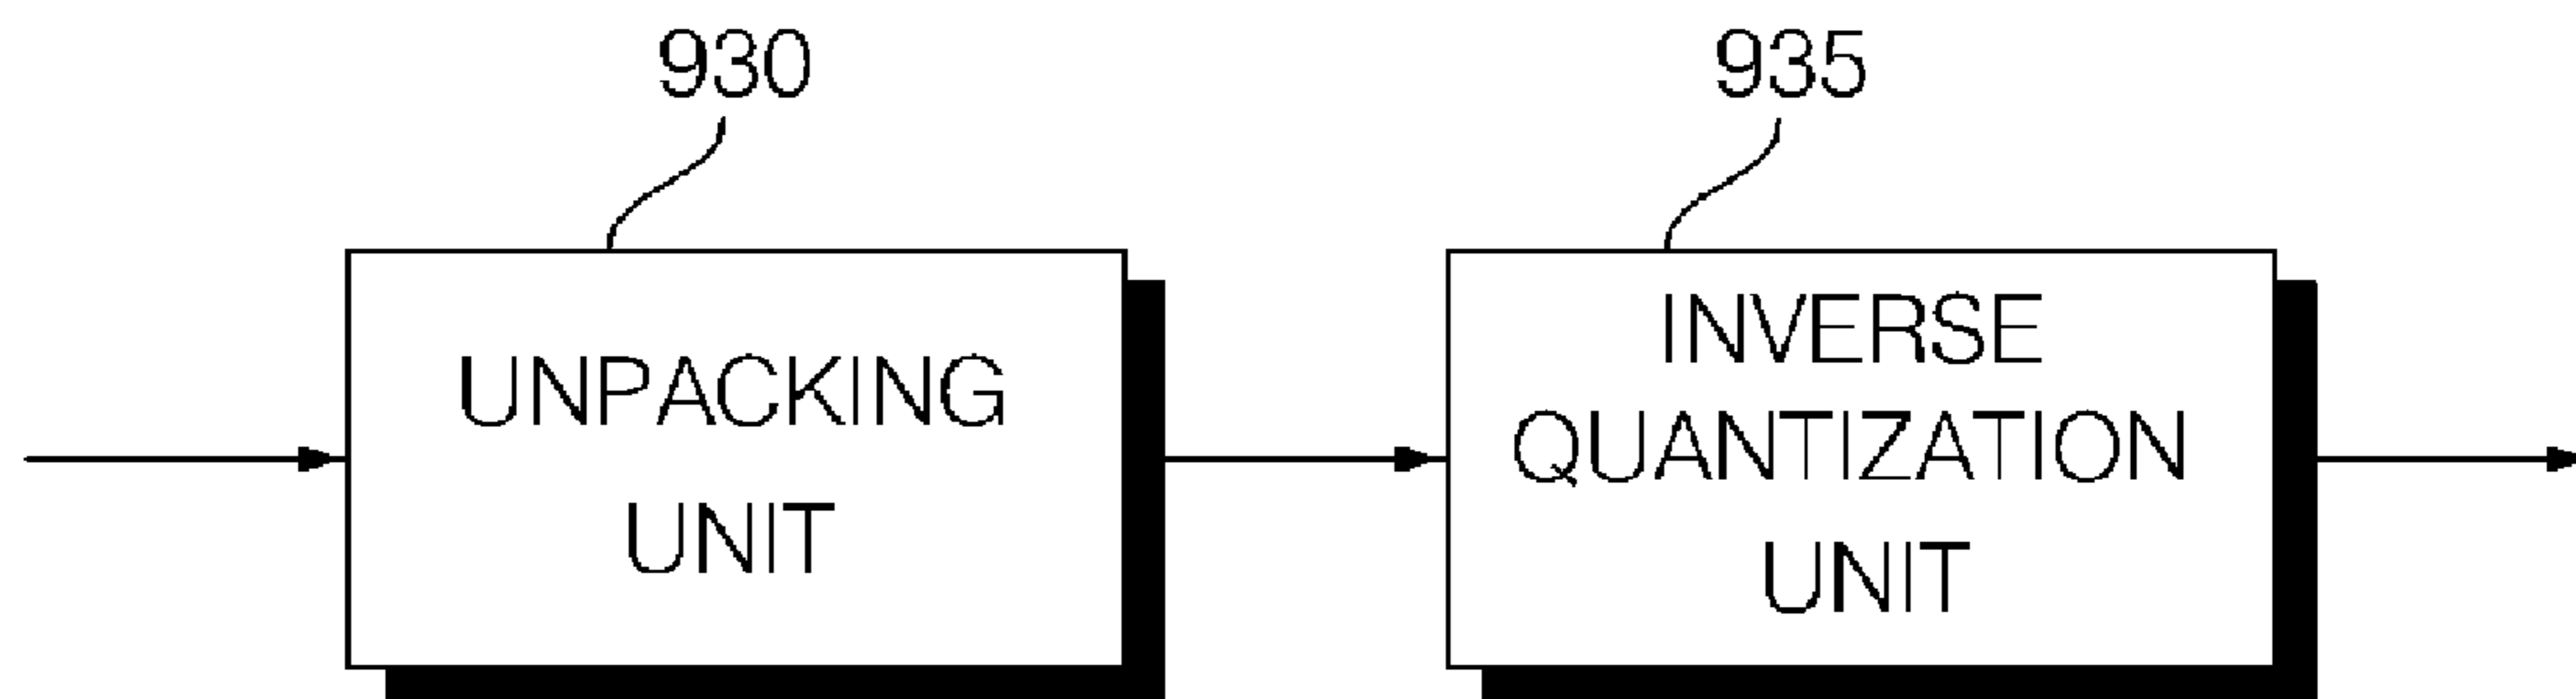 930
935
UNPACKING
UNIT
INVERSE
QUANTIZATION
UNIT